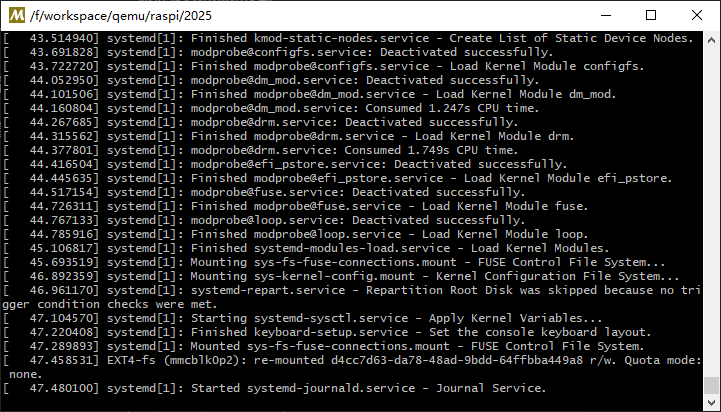 /f/workspace/qemu/raspi/2025
[   43.514940] systemd[1]: Finished kmod-static-nodes.service - Create List of Static Device Nodes.
[   43.691828] systemd[1]: modprobe@configfs.service: Deactivated successfully.
[   43.722720] systemd[1]: Finished modprobe@configfs.service - Load Kernel Module configfs.
[   44.052950] systemd[1]: modprobe@dm_mod.service: Deactivated successfully.
[   44.101506] systemd[1]: Finished modprobe@dm_mod.service - Load Kernel Module dm_mod.
[   44.160804] systemd[1]: modprobe@dm_mod.service: Consumed 1.247s CPU time.
[   44.267685] systemd[1]: modprobe@drm.service: Deactivated successfully.
[   44.315562] systemd[1]: Finished modprobe@drm.service - Load Kernel Module drm.
[   44.377801] systemd[1]: modprobe@drm.service: Consumed 1.749s CPU time.
[   44.416504] systemd[1]: modprobe@efi_pstore.service: Deactivated successfully.
[   44.445635] systemd[1]: Finished modprobe@efi_pstore.service - Load Kernel Module efi_pstore.
[   44.517154] systemd[1]: modprobe@fuse.service: Deactivated successfully.
[   44.726311] systemd[1]: Finished modprobe@fuse.service - Load Kernel Module fuse.
[   44.767133] systemd[1]: modprobe@loop.service: Deactivated successfully.
[   44.785916] systemd[1]: Finished modprobe@loop.service - Load Kernel Module loop.
[   45.106817] systemd[1]: Finished systemd-modules-load.service - Load Kernel Modules.
[   45.693519] systemd[1]: Mounting sys-fs-fuse-connections.mount - FUSE Control File System...
[   46.892359] systemd[1]: Mounting sys-kernel-config.mount - Kernel Configuration File System...
[   46.961170] systemd[1]: systemd-repart.service - Repartition Root Disk was skipped because no tri
gger condition checks were met.
[   47.104570] systemd[1]: Starting systemd-sysctl.service - Apply Kernel Variables...
[   47.220408] systemd[1]: Finished keyboard-setup.service - Set the console keyboard layout.
[   47.289893] systemd[1]: Mounted sys-fs-fuse-connections.mount - FUSE Control File System.
[   47.458531] EXT4-fs (mmcblk0p2): re-mounted d4cc7d63-da78-48ad-9bdd-64ffbba449a8 r/w. Quota mode:
 none.
[   47.480100] systemd[1]: Started systemd-journald.service - Journal Service.